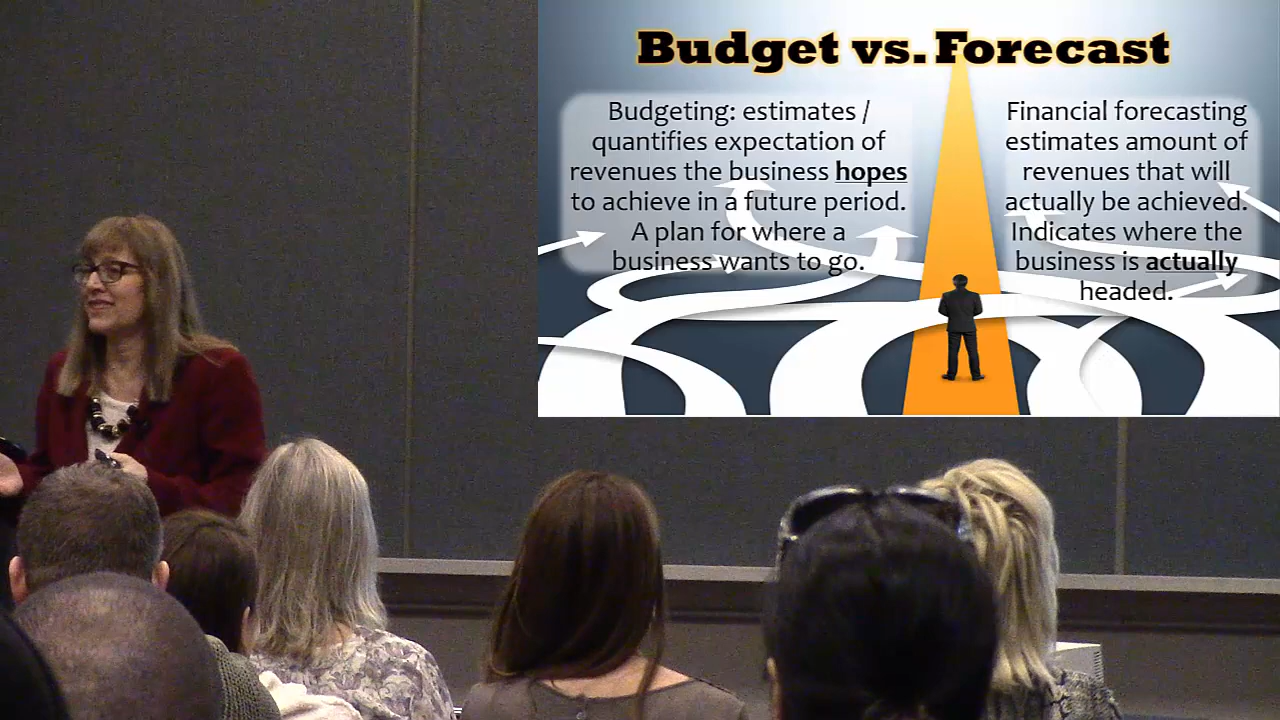 Budget vs. Forecast
Budgeting: estimates /
quantifies expectation of
revenues the business hopes
to achieve in a future period.
A plan for where a
business wants to go.
Financial forecasting
estimates amount of
revenues that will
actually be achieved.
Indicates where the
business is actually
headed.